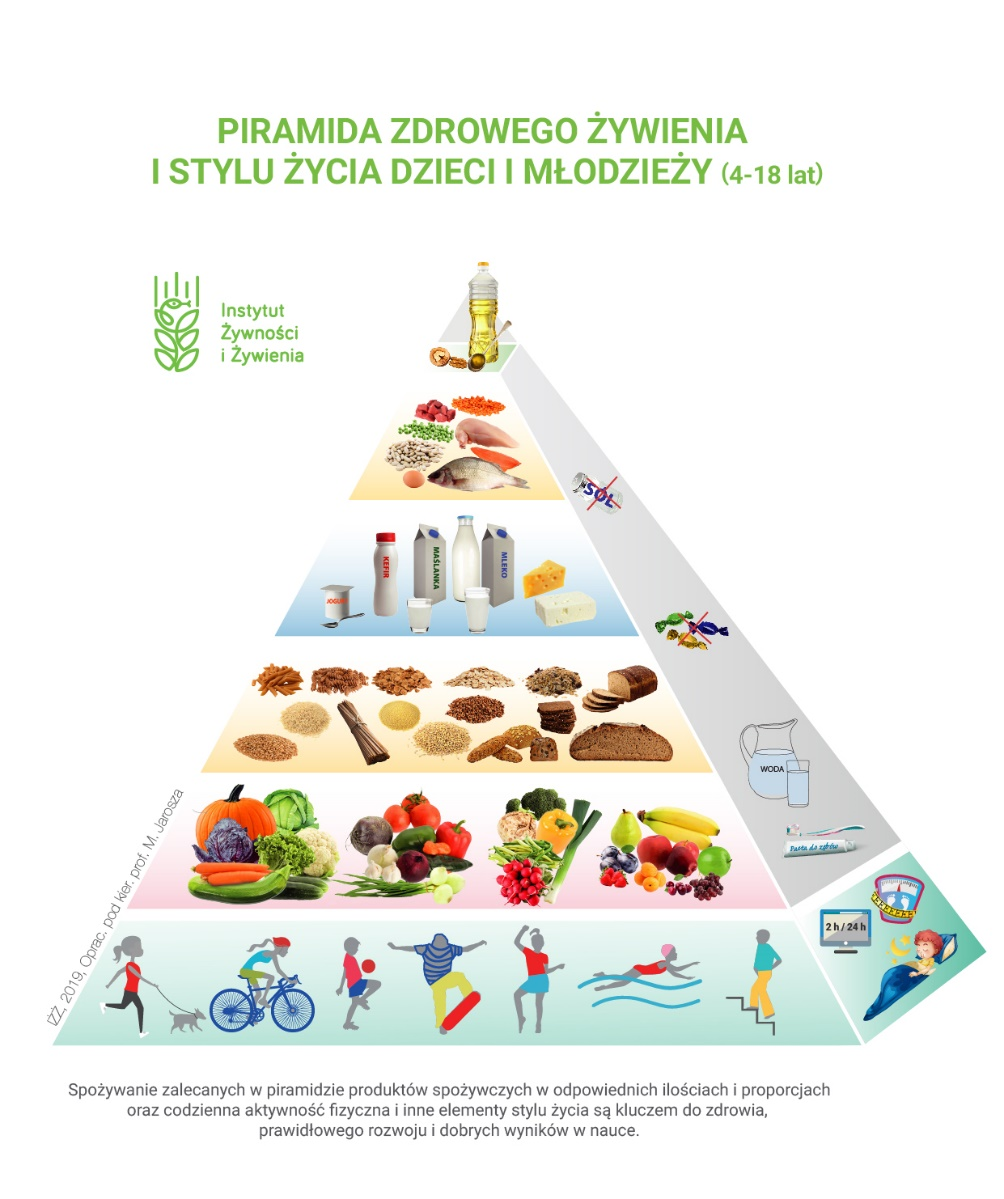 PIRAMIDA ZDROWEGO ŻYWIENIA
I STYLU ŻYCIA DZIECI I MŁODZIEŻY (4-18 lat)
Instytut
Żywności
i Żywienia
SÓL
KEFIR
MAŚLANKA
MLEKO
JOGURT
WODA
Pasta do zębów
2 h / 24 h
IŻŻ, 2019, Oprac. pod kier. prof. M. Jarosza
Spożywanie zalecanych w piramidzie produktów spożywczych w odpowiednich ilościach i proporcjach
oraz codzienna aktywność fizyczna i inne elementy stylu życia są kluczem do zdrowia,
prawidłowego rozwoju i dobrych wyników w nauce.